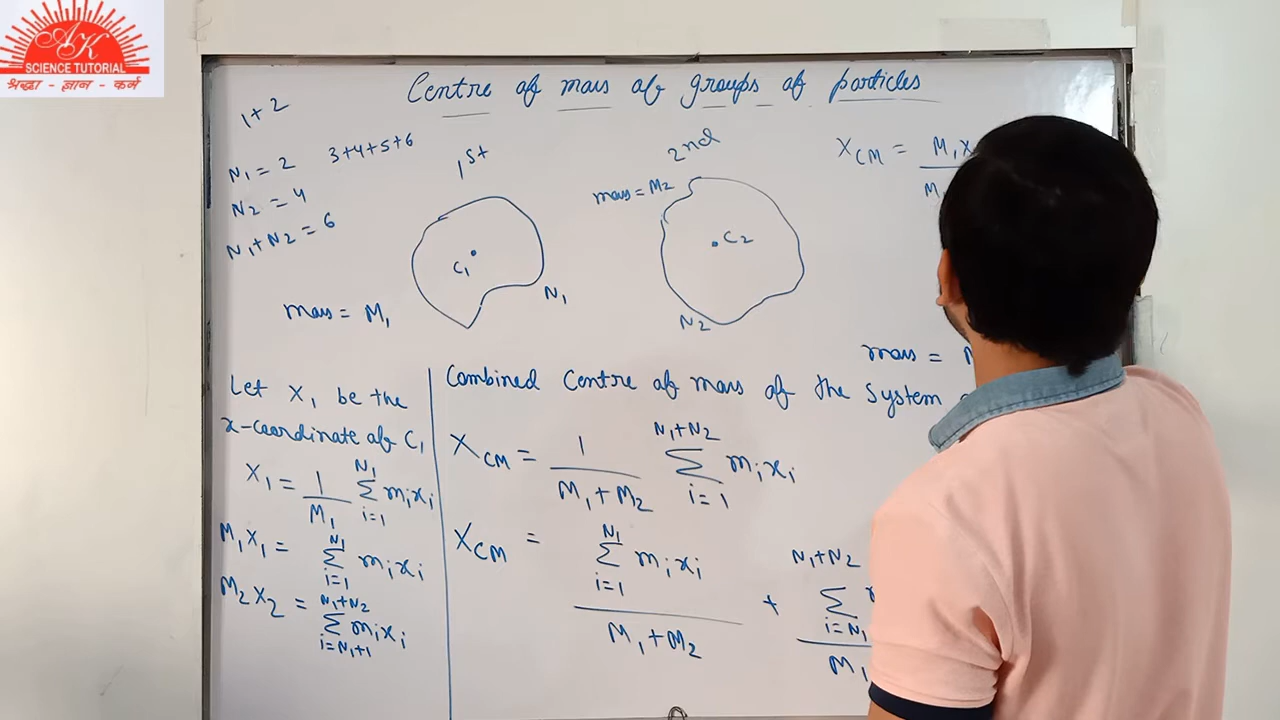 AK
SCIENCE TUTORIAL
श्रद्धा - ज्ञान - कर्म
Centre of mass of groups of particles
1+2
N₁ = 2 3+4+5+6
N₂ = 4
N₁+N₂ = 6
1st
C₁
N₁
mass = M₁
2nd
mass = M₂
C₂
N₂
X_CM = M₁X / M
mass =
Let X₁ be the
x-coordinate of C₁
X₁ = 1/M₁ Σ_{i=1}^{N₁} mᵢxᵢ
M₁X₁ = Σ_{i=1}^{N₁} mᵢxᵢ
M₂X₂ = Σ_{i=N₁+1}^{N₁+N₂} mᵢxᵢ
Combined Centre of mass of the system
X_CM = 1/(M₁+M₂) Σ_{i=1}^{N₁+N₂} mᵢxᵢ
X_CM = Σ_{i=1}^{N₁} mᵢxᵢ / (M₁+M₂) + Σ_{i=N₁}^{N₁+N₂} / M₁